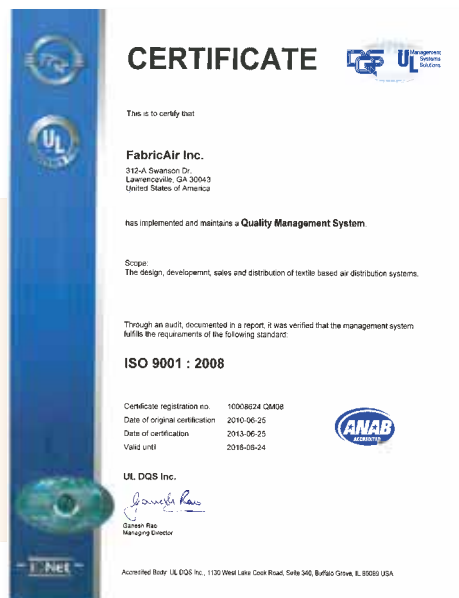 CERTIFICATE
DQS
UL
Management
Systems
Solutions
UL
This is to certify that
FabricAir Inc.
312-A Swanson Dr.
Lawrenceville, GA 30043
United States of America
has implemented and maintains a Quality Management System.
Scope:
The design, developemnt, sales and distribution of textile based air distribution systems.
Through an audit, documented in a report, it was verified that the management system
fulfills the requirements of the following standard:
ISO 9001 : 2008
Certificate registration no. 10008624 QM08
Date of original certification 2010-06-25
Date of certification 2013-06-25
Valid until 2016-06-24
ANAB
ACCREDITED
UL DQS Inc.
Ganesh Rao
Ganesh Rao
Managing Director
IQNet
Accredited Body: UL DQS Inc., 1130 West Lake Cook Road, Suite 340, Buffalo Grove, IL 60089 USA